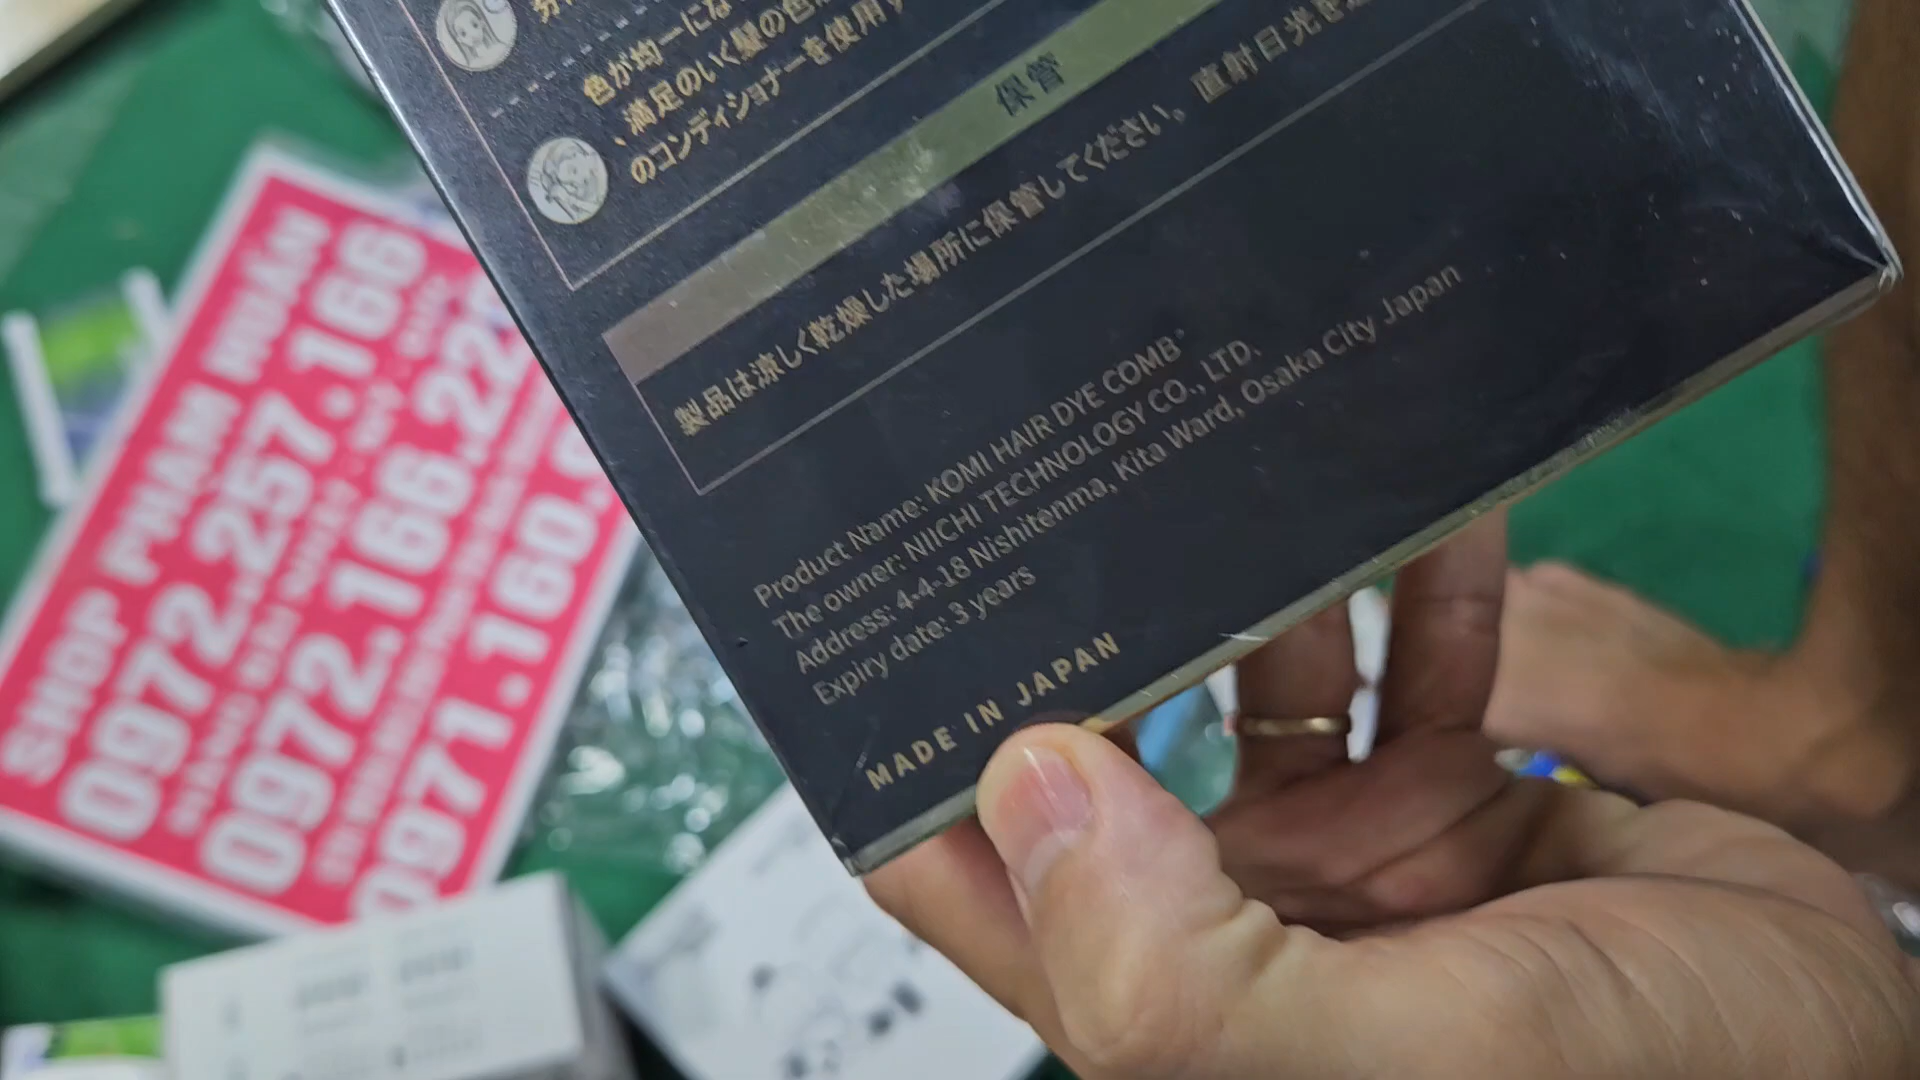 色が均一にな
、満足のいく髪の色
のコンディショナーを使用す
保管
製品は涼しく乾燥した場所に保管してください。直射日光を
Product Name: KOMI HAIR DYE COMB
The owner: NIICHI TECHNOLOGY CO., LTD.
Address: 4-4-18 Nishitenma, Kita Ward, Osaka City Japan
Expiry date: 3 years
MADE IN JAPAN
SHOP PHAM
0972.257.166
0972.166.22
0971.160.